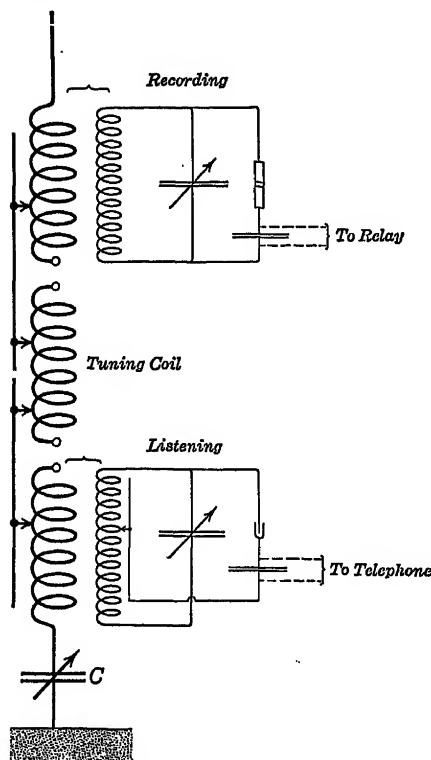 Recording
To Relay
Tuning Coil
Listening
To Telephone
C